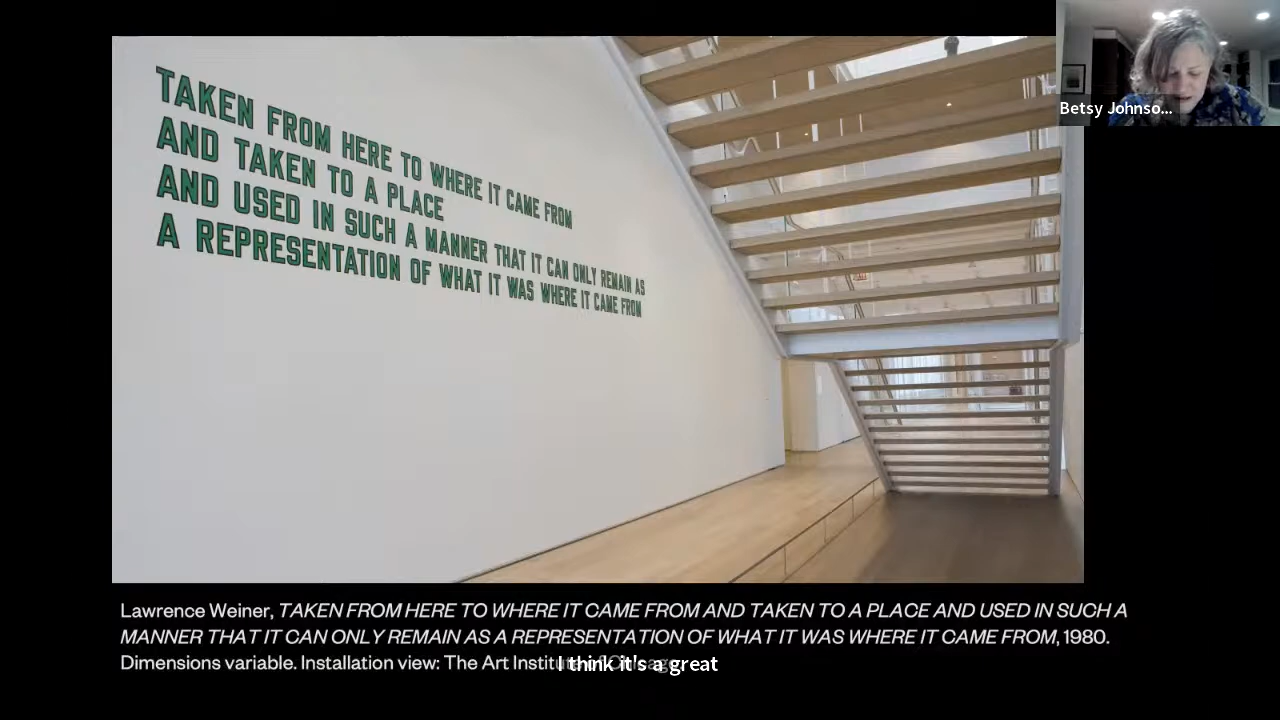 TAKEN FROM HERE TO WHERE IT CAME FROM
AND TAKEN TO A PLACE
AND USED IN SUCH A MANNER THAT IT CAN ONLY REMAIN AS
A REPRESENTATION OF WHAT IT WAS WHERE IT CAME FROM
Betsy Johnso...
Lawrence Weiner, TAKEN FROM HERE TO WHERE IT CAME FROM AND TAKEN TO A PLACE AND USED IN SUCH A
MANNER THAT IT CAN ONLY REMAIN AS A REPRESENTATION OF WHAT IT WAS WHERE IT CAME FROM, 1980.
Dimensions variable. Installation view: The Art
I think it's a great